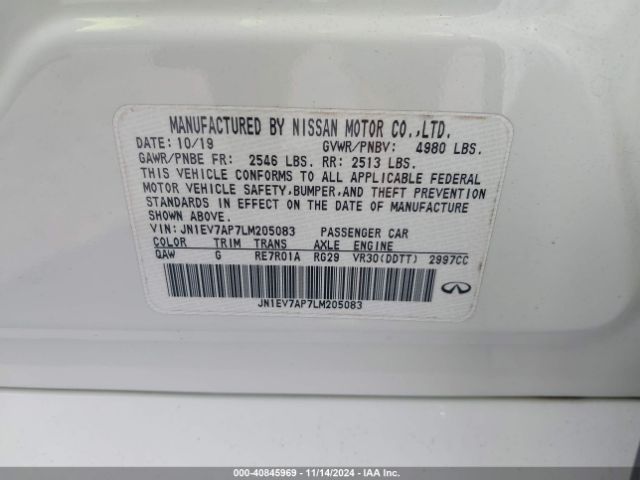 MANUFACTURED BY NISSAN MOTOR CO.,LTD.
DATE: 10/19 GVWR/PNBV: 4980 LBS.
GAWR/PNBE FR: 2546 LBS. RR: 2513 LBS.
THIS VEHICLE CONFORMS TO ALL APPLICABLE FEDERAL
MOTOR VEHICLE SAFETY,BUMPER,AND THEFT PREVENTION
STANDARDS IN EFFECT ON THE DATE OF MANUFACTURE
SHOWN ABOVE.
VIN: JN1EV7AP7LM205083 PASSENGER CAR
COLOR TRIM TRANS AXLE ENGINE
QAW G RE7R01A RG29 VR30(DDTT) 2997CC
JN1EV7AP7LM205083
000-40845969 - 11/14/2024 - IAA Inc.